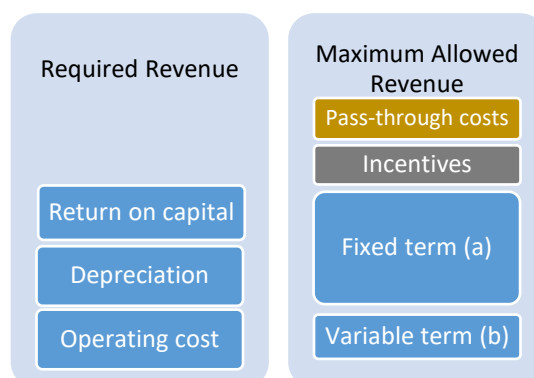 Required Revenue
Return on capital
Depreciation
Operating cost
Maximum Allowed
Revenue
Pass-through costs
Incentives
Fixed term (a)
Variable term (b)